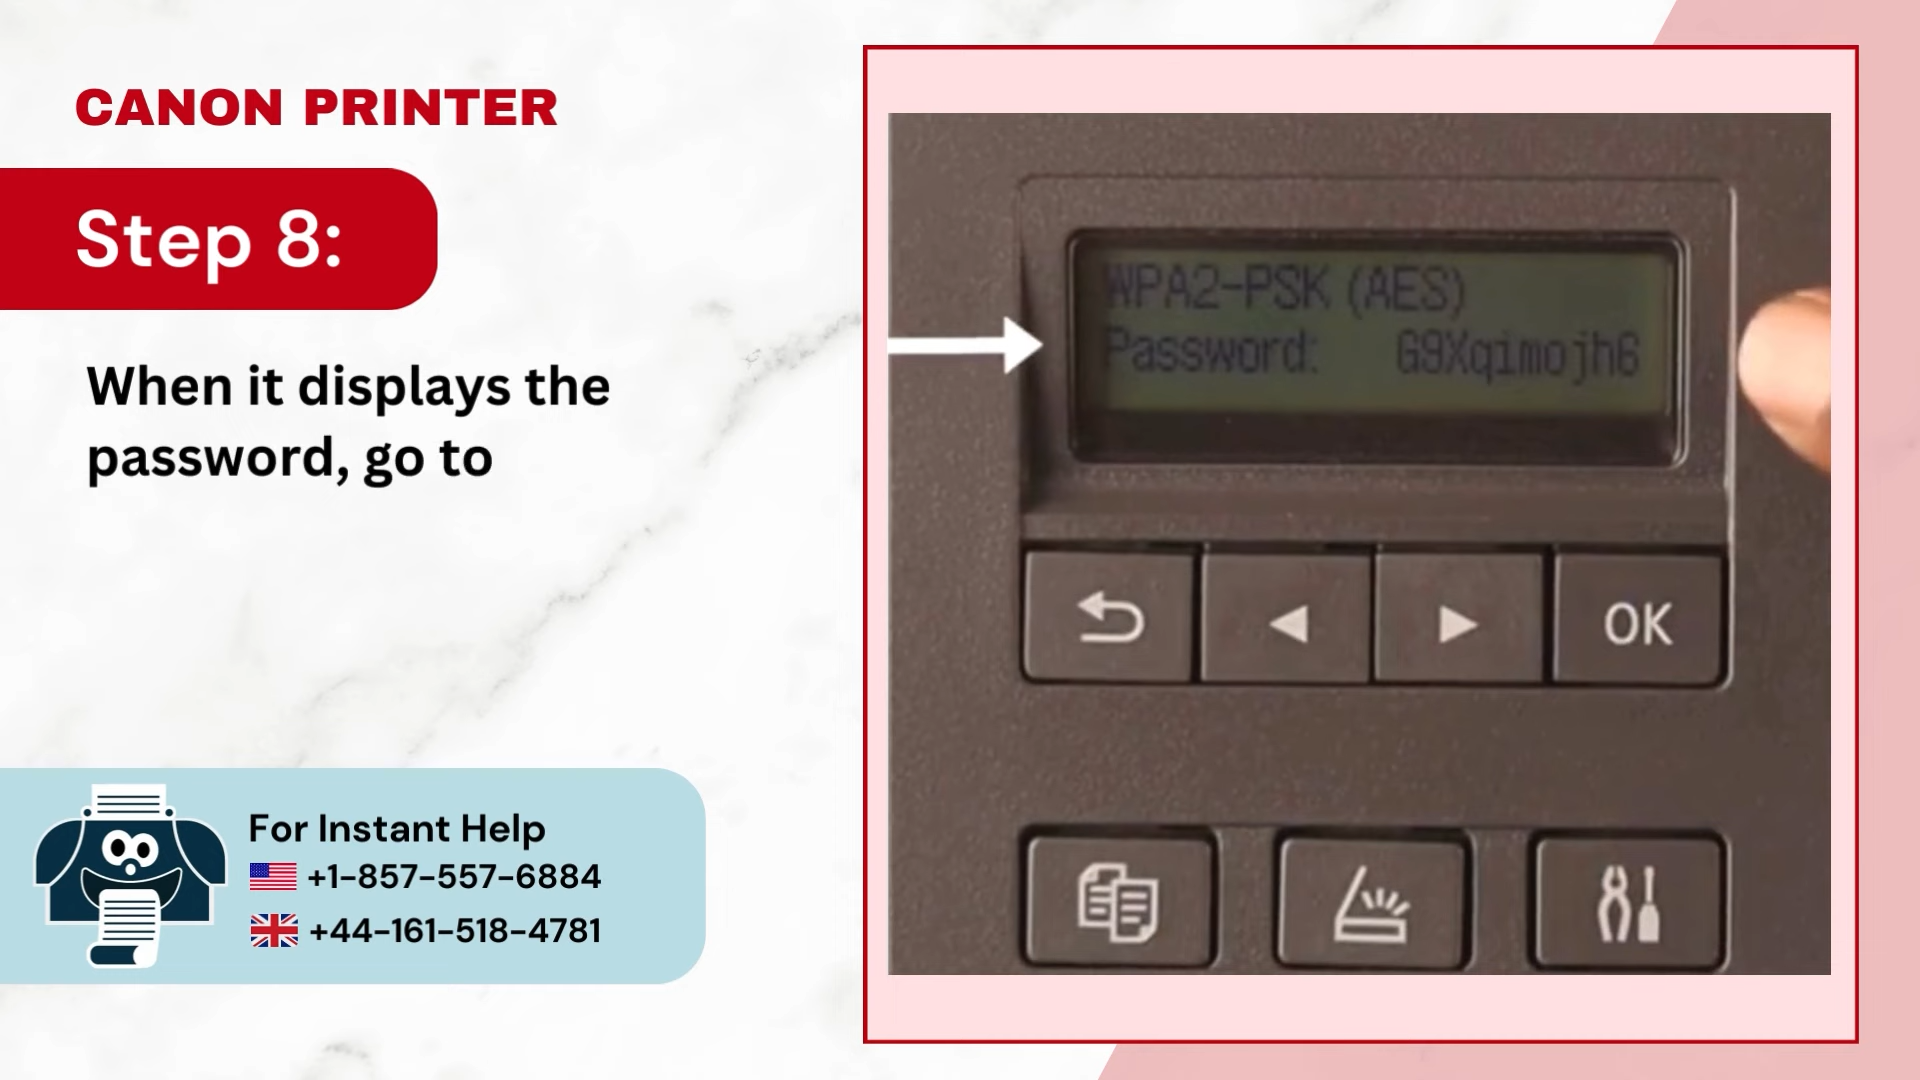 CANON PRINTER
Step 8:
When it displays the
password, go to
For Instant Help
+1-857-557-6884
+44-161-518-4781
WPA2-PSK (AES)
Password: G9Xqimojh6
OK